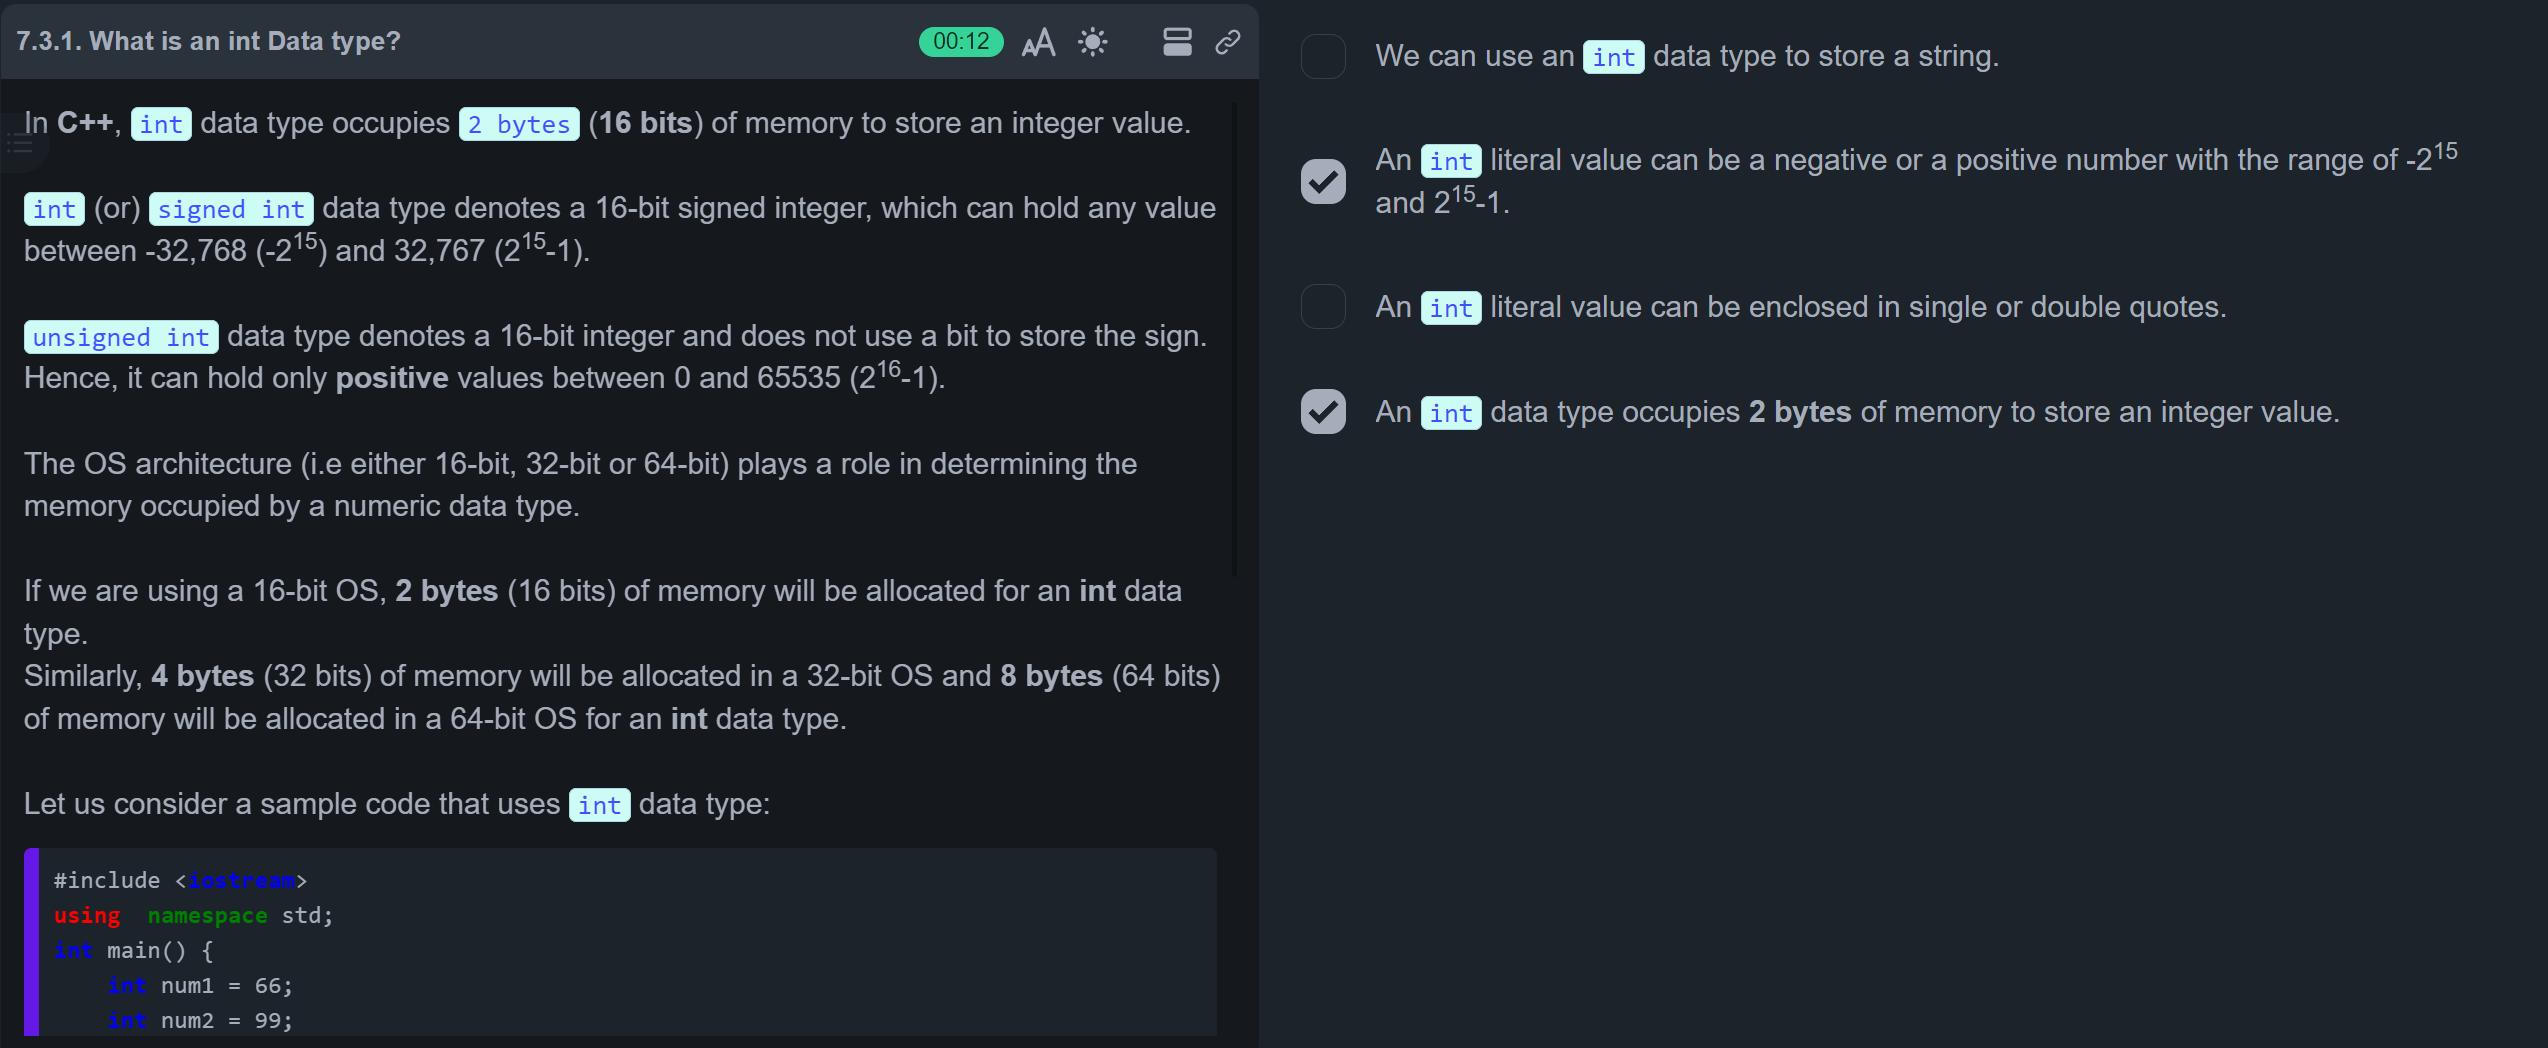 7.3.1. What is an int Data type?
00:12
In C++, int data type occupies 2 bytes (16 bits) of memory to store an integer value.
int (or) signed int data type denotes a 16-bit signed integer, which can hold any value
between -32,768 (-2^15) and 32,767 (2^15-1).
unsigned int data type denotes a 16-bit integer and does not use a bit to store the sign.
Hence, it can hold only positive values between 0 and 65535 (2^16-1).
The OS architecture (i.e either 16-bit, 32-bit or 64-bit) plays a role in determining the
memory occupied by a numeric data type.
If we are using a 16-bit OS, 2 bytes (16 bits) of memory will be allocated for an int data
type.
Similarly, 4 bytes (32 bits) of memory will be allocated in a 32-bit OS and 8 bytes (64 bits)
of memory will be allocated in a 64-bit OS for an int data type.
Let us consider a sample code that uses int data type:
#include <iostream>
using  namespace std;
int main() {
    int num1 = 66;
    int num2 = 99;
We can use an int data type to store a string.
An int literal value can be a negative or a positive number with the range of -2^15
and 2^15-1.
An int literal value can be enclosed in single or double quotes.
An int data type occupies 2 bytes of memory to store an integer value.